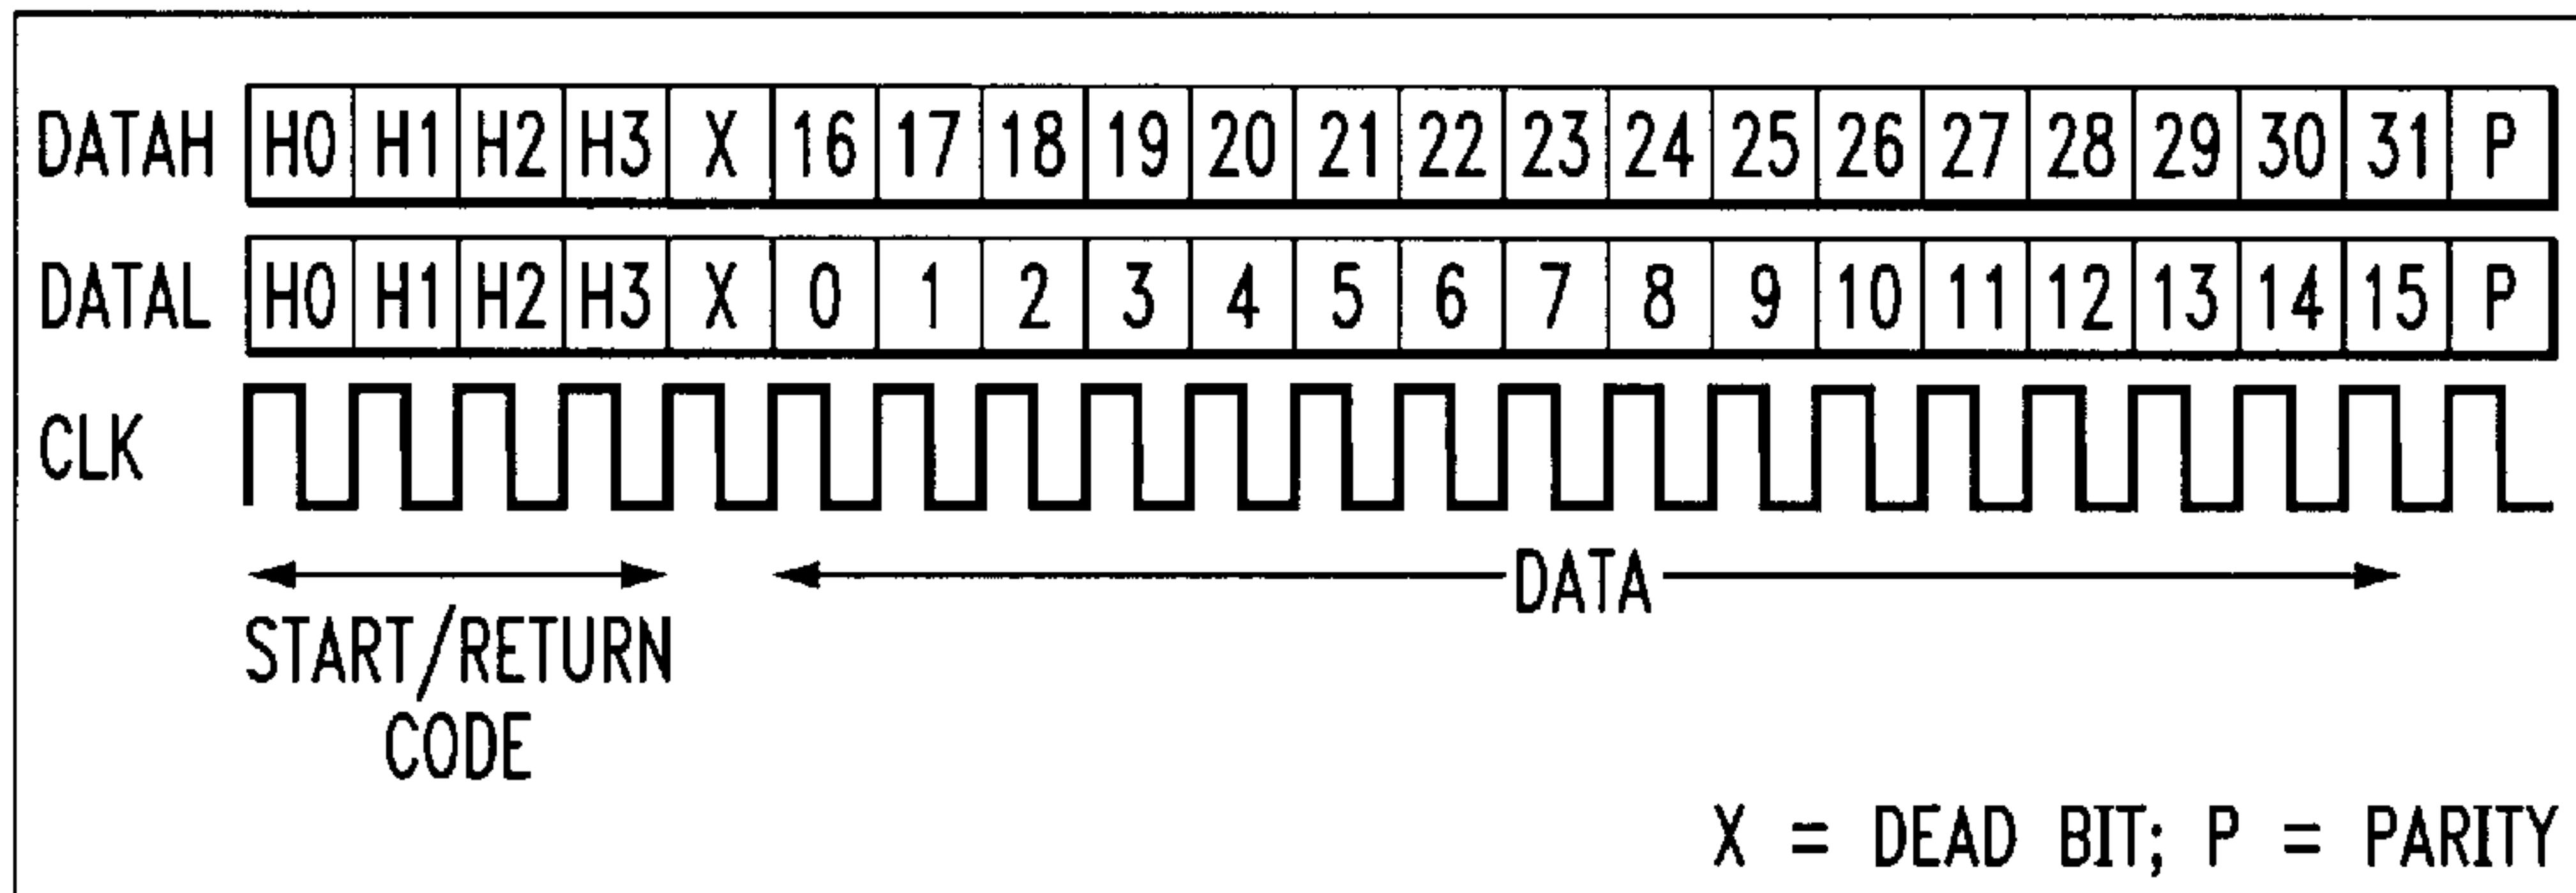 DATAH H0 H1 H2 H3 X 16 17 18 19 20 21 22 23 24 25 26 27 28 29 30 31 P
DATAL H0 H1 H2 H3 X 0 1 2 3 4 5 6 7 8 9 10 11 12 13 14 15 P
CLK
DATA
START/RETURN
CODE
X = DEAD BIT; P = PARITY